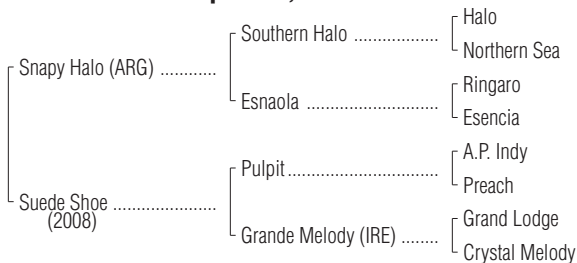 Halo
Southern Halo ..................
Northern Sea
Snapy Halo (ARG) ............
Ringaro
Esnaola ............................
Esencia
A.P. Indy
Pulpit................................
Preach
Suede Shoe ......................
(2008)
Grand Lodge
Grande Melody (IRE) ........
Crystal Melody